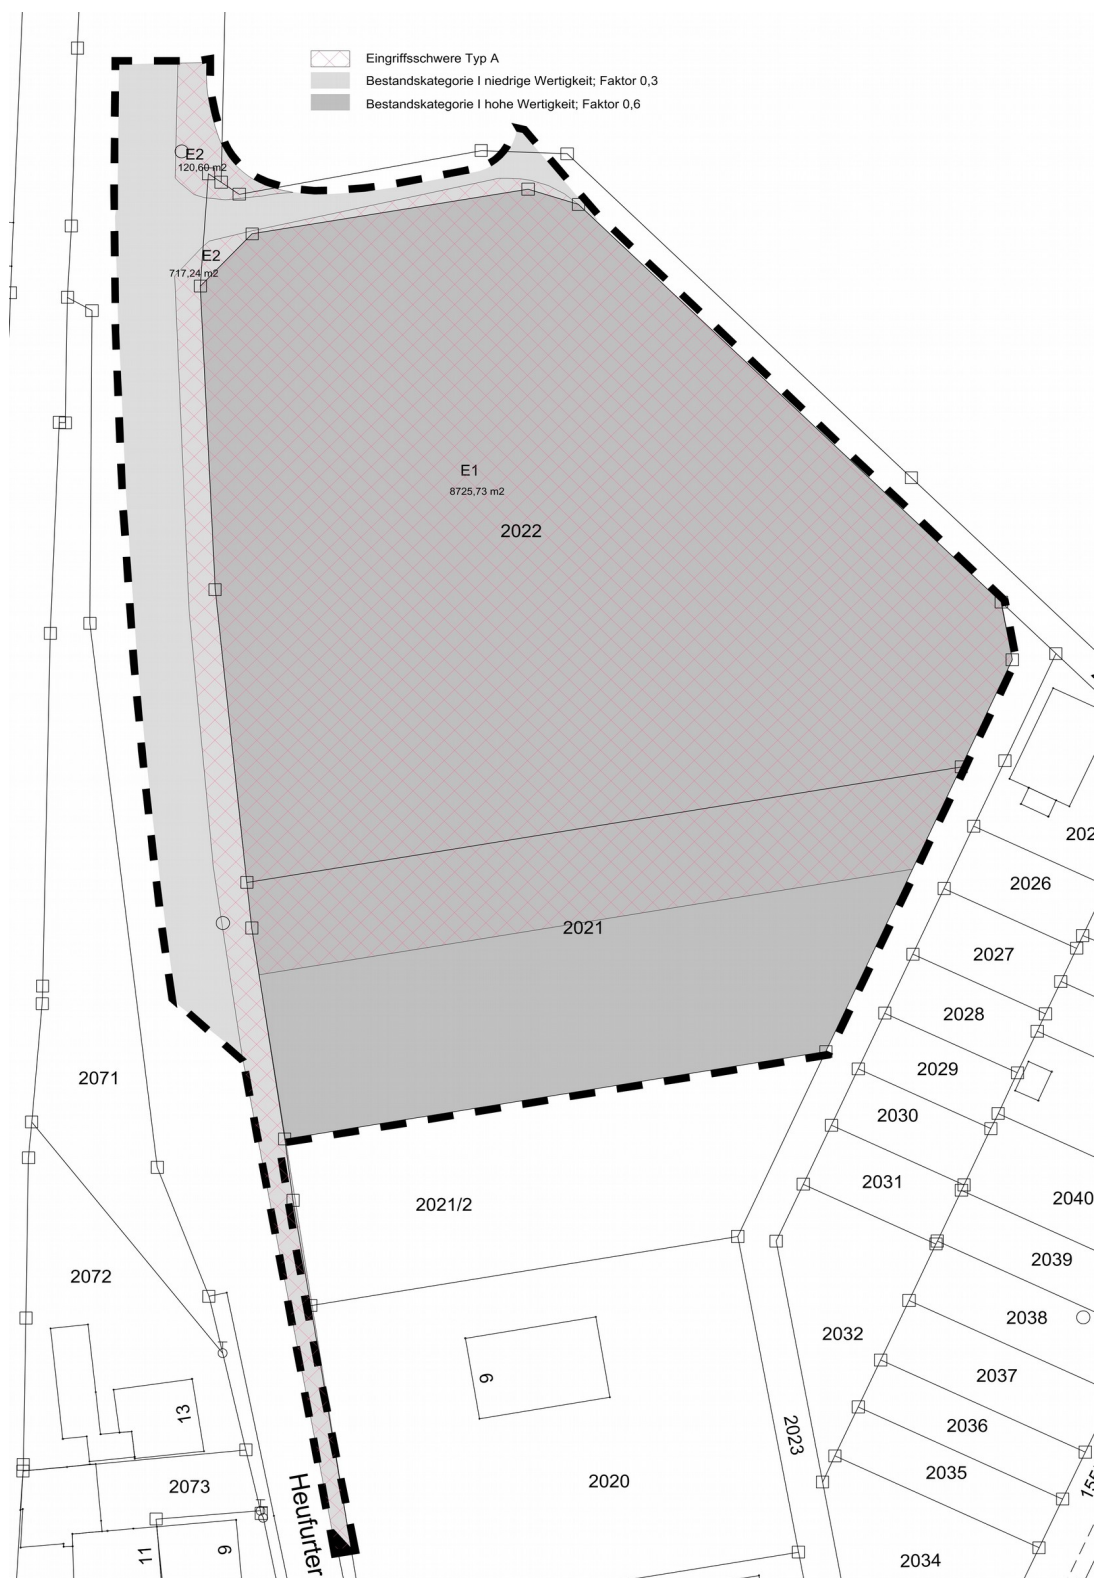 Eingriffsschwere Typ A
Bestandskategorie I niedrige Wertigkeit; Faktor 0,3
Bestandskategorie I hohe Wertigkeit; Faktor 0,6
E2
120,60 m2
E2
717,24 m2
E1
8725,73 m2
2022
2026
2021
2027
2028
2029
2071
2030
2031
2040
2021/2
2039
2072
2038
2032
2037
9
13
2036
2023
2035
2020
2073
Heufurter
11
9
2034